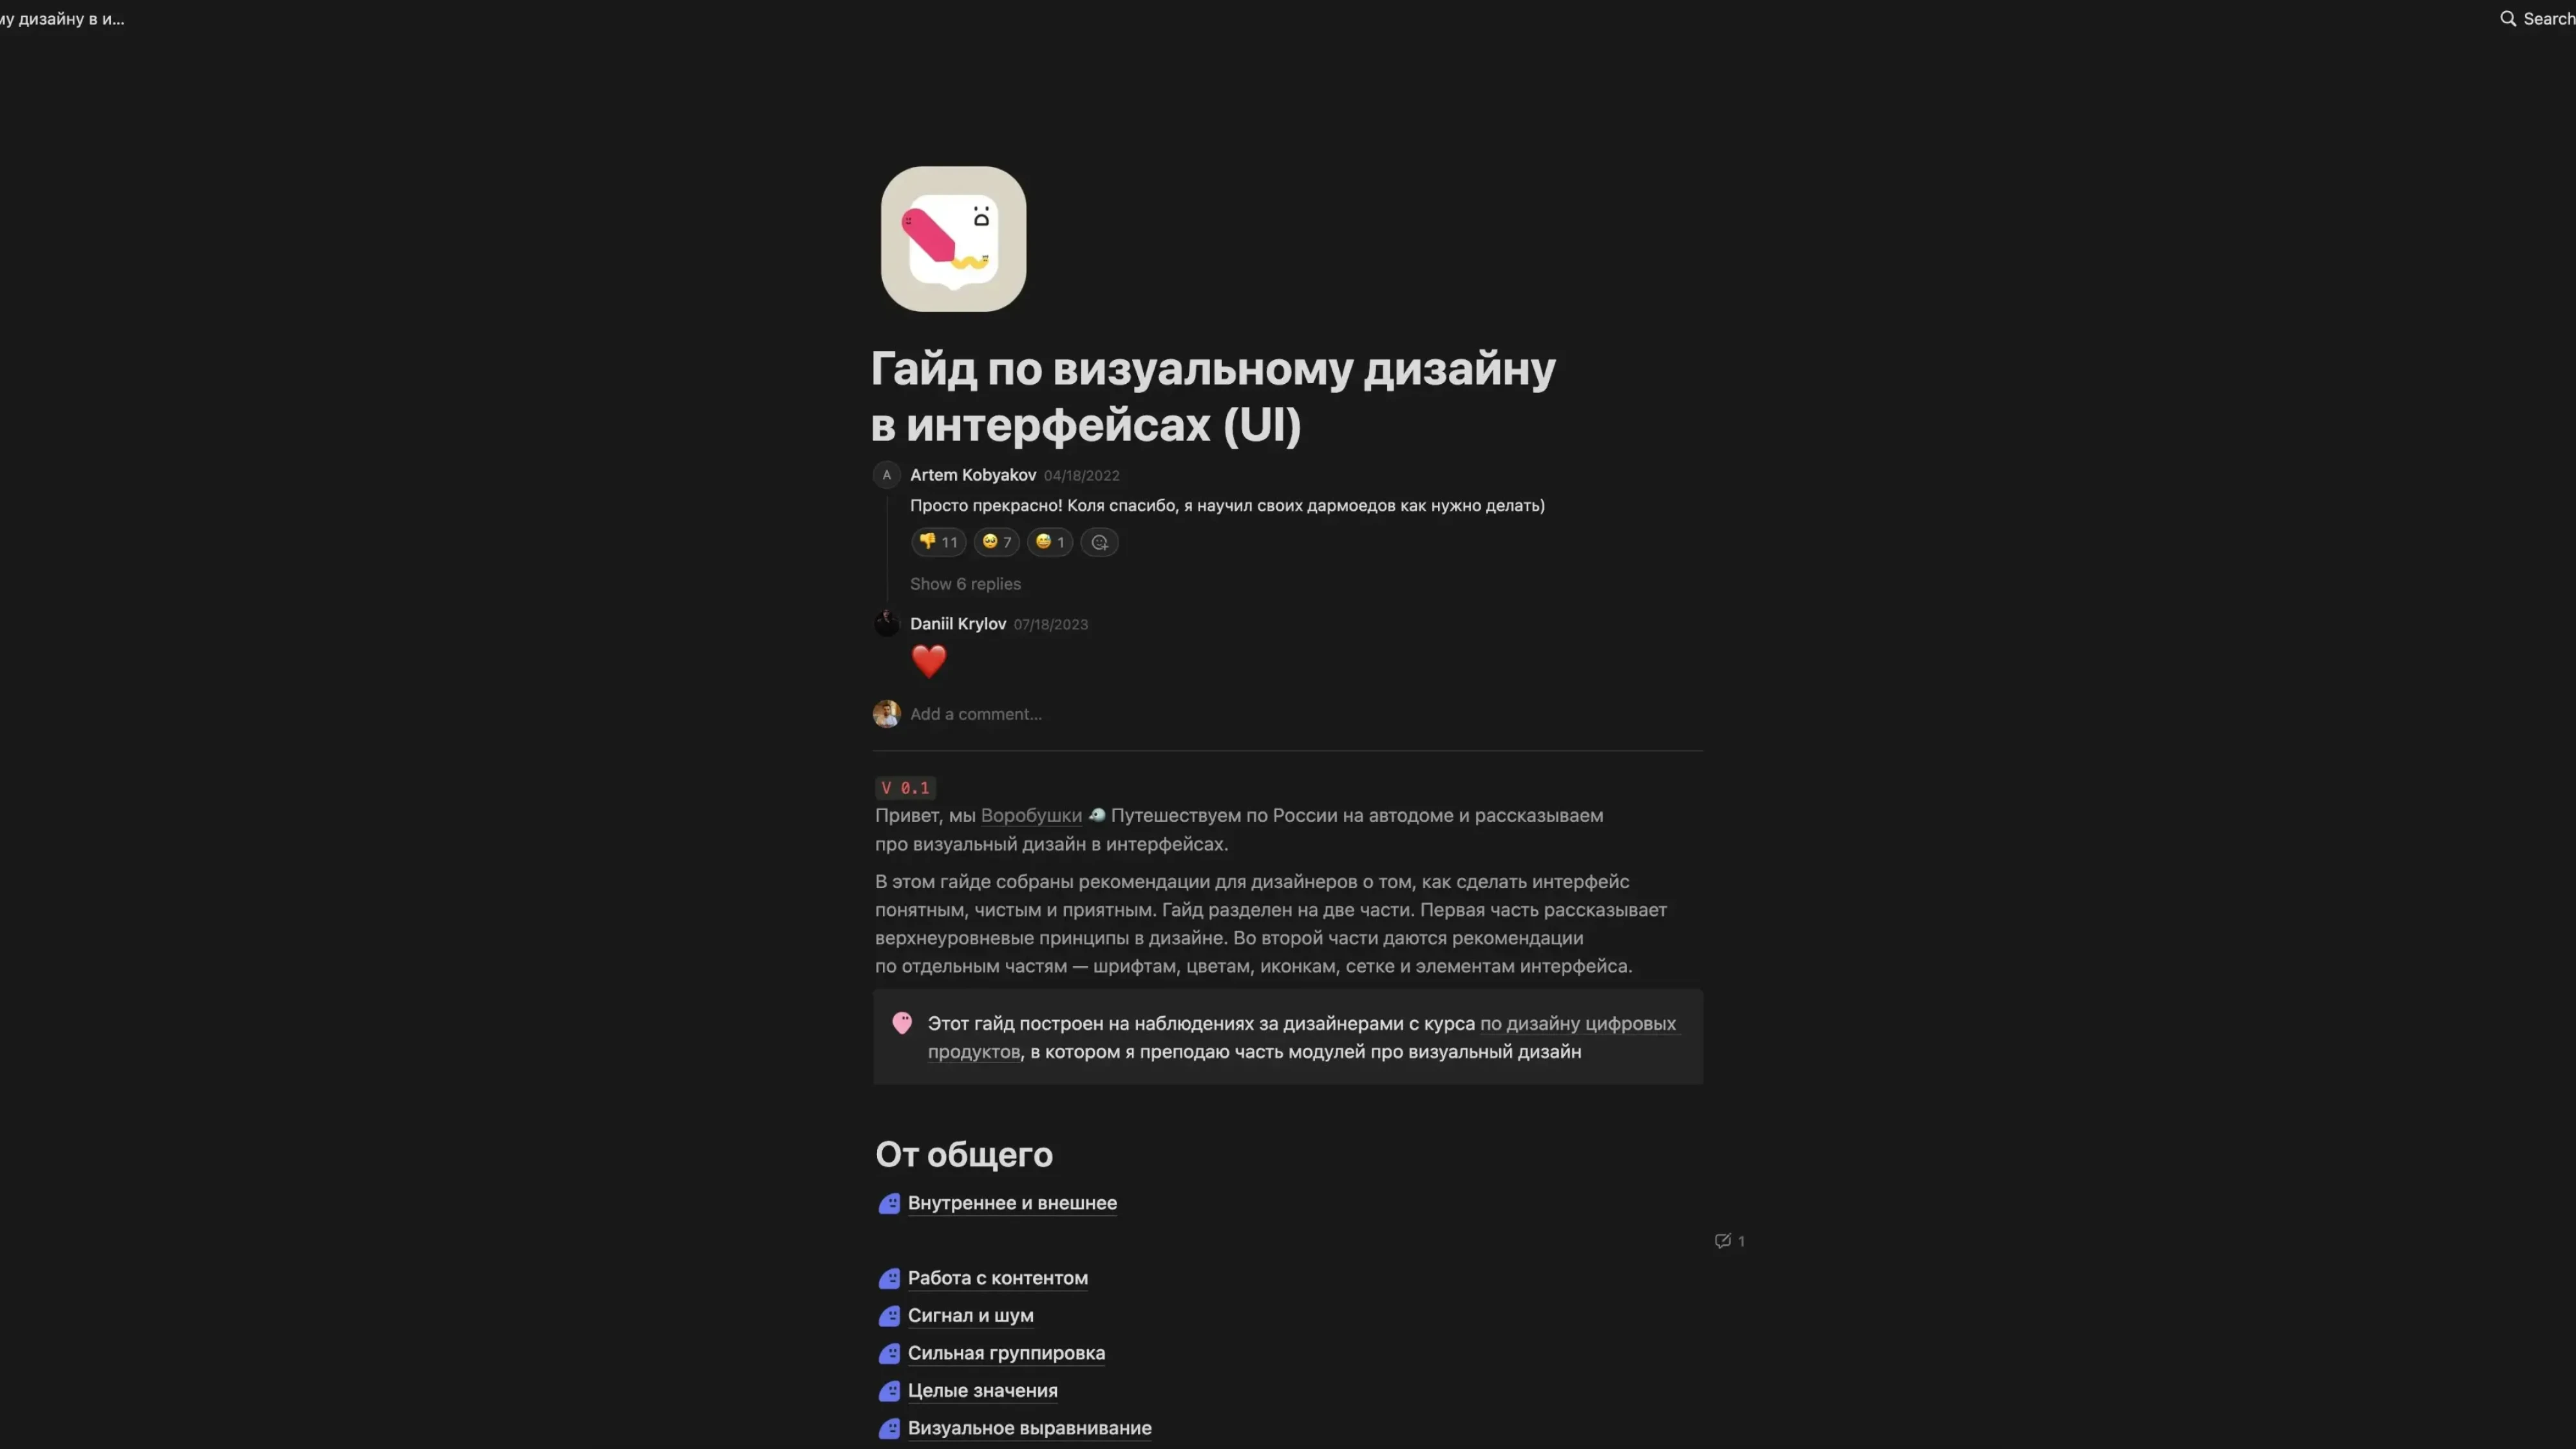 му дизайну в и...
Search
Гайд по визуальному дизайну
в интерфейсах (UI)
A
Artem Kobyakov 04/18/2022
Просто прекрасно! Коля спасибо, я научил своих дармоедов как нужно делать)
👎 11 🥺 7 😅 1
Show 6 replies
Daniil Krylov 07/18/2023
❤️
Add a comment...
V 0.1
Привет, мы Воробушки Путешествуем по России на автодоме и рассказываем
про визуальный дизайн в интерфейсах.
В этом гайде собраны рекомендации для дизайнеров о том, как сделать интерфейс
понятным, чистым и приятным. Гайд разделен на две части. Первая часть рассказывает
верхнеуровневые принципы в дизайне. Во второй части даются рекомендации
по отдельным частям — шрифтам, цветам, иконкам, сетке и элементам интерфейса.
Этот гайд построен на наблюдениях за дизайнерами с курса по дизайну цифровых
продуктов, в котором я преподаю часть модулей про визуальный дизайн
От общего
Внутреннее и внешнее
1
Работа с контентом
Сигнал и шум
Сильная группировка
Целые значения
Визуальное выравнивание